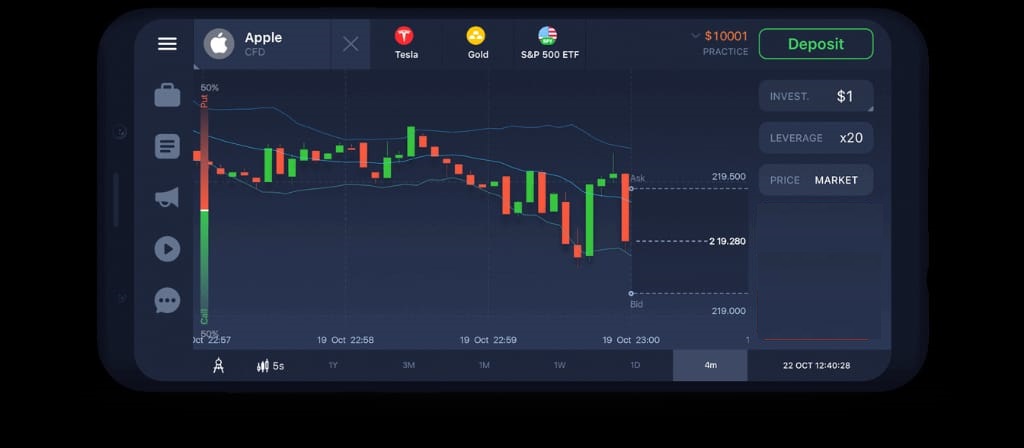 Apple
CFD
Tesla
Gold
S&P 500 ETF
$10001
PRACTICE
Deposit
INVEST. $1
LEVERAGE x20
PRICE MARKET
50%
Put
Call
50%
Ask
219.500
2 19.280
Bid
219.000
Oct 22:57
19 Oct 22:58
19 Oct 22:59
19 Oct 23:00
5s
1Y
3M
1M
1W
1D
4m
22 OCT 12:40:28